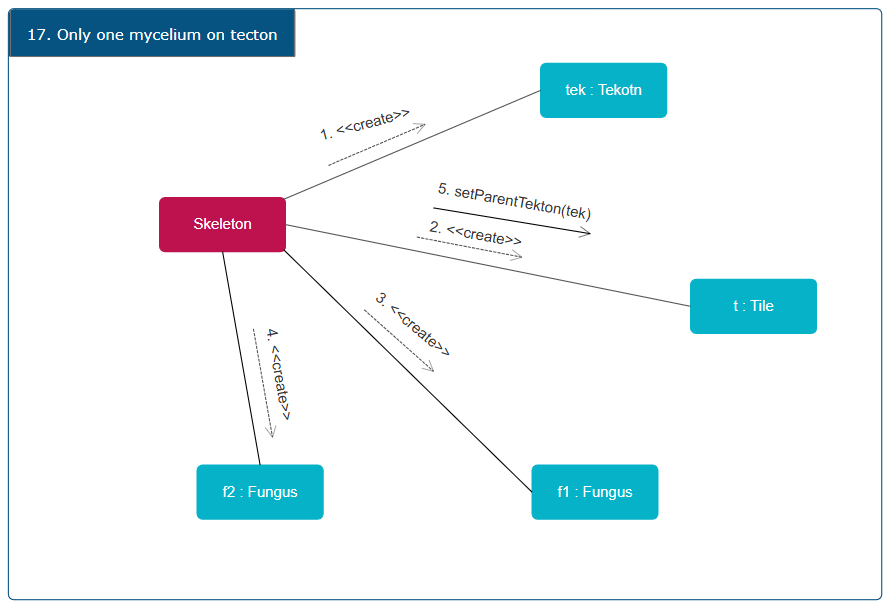 17. Only one mycelium on tecton
tek : Tekotn
1. <<create>>
5. setParentTekton(tek)
Skeleton
2. <<create>>
3. <<create>>
t : Tile
4. <<create>>
f2 : Fungus
f1 : Fungus